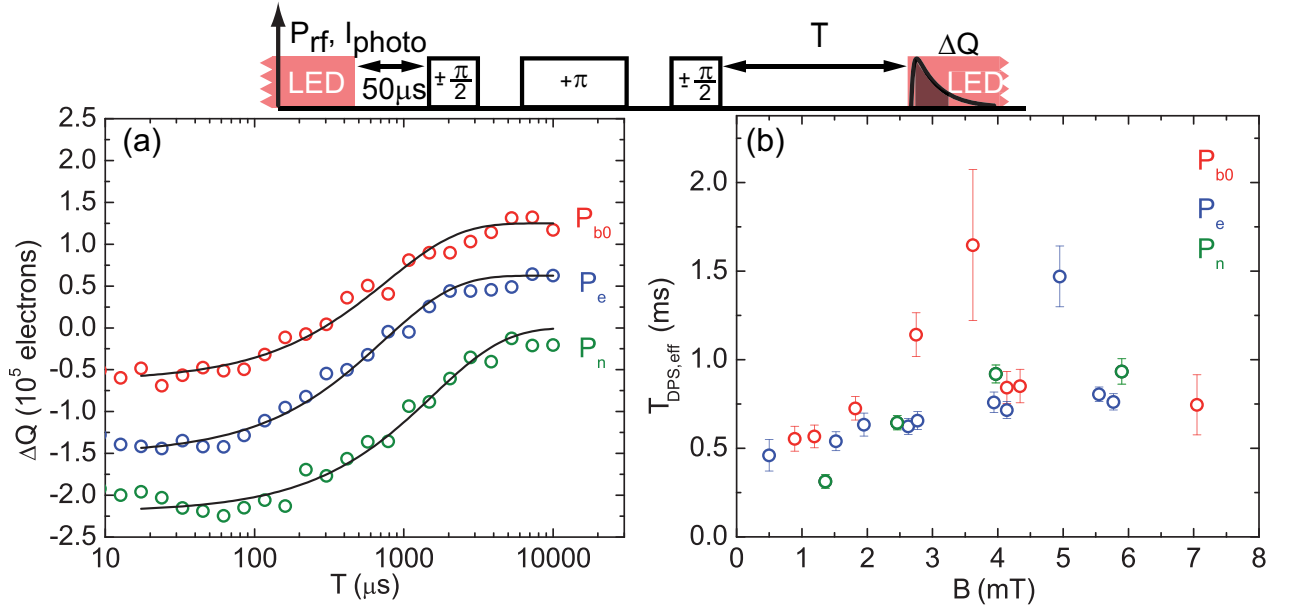 P_rf, I_photo
T
ΔQ
LED
50μs
± π/2
+π
± π/2
LED
(a)
2.5
2.0
1.5
1.0
0.5
0.0
-0.5
-1.0
-1.5
-2.0
-2.5
ΔQ (10^5 electrons)
P_b0
P_e
P_n
10
100
1000
10000
T (μs)
(b)
P_b0
P_e
P_n
2.0
1.5
1.0
0.5
0.0
T_DPS,eff (ms)
0 1 2 3 4 5 6 7 8
B (mT)